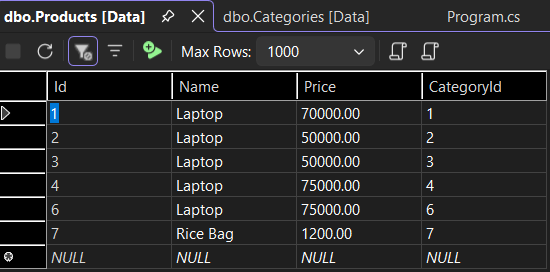 dbo.Products [Data] dbo.Categories [Data] Program.cs
Max Rows: 1000
Id Name Price CategoryId
1 Laptop 70000.00 1
2 Laptop 50000.00 2
3 Laptop 50000.00 3
4 Laptop 75000.00 4
6 Laptop 75000.00 6
7 Rice Bag 1200.00 7
NULL NULL NULL NULL